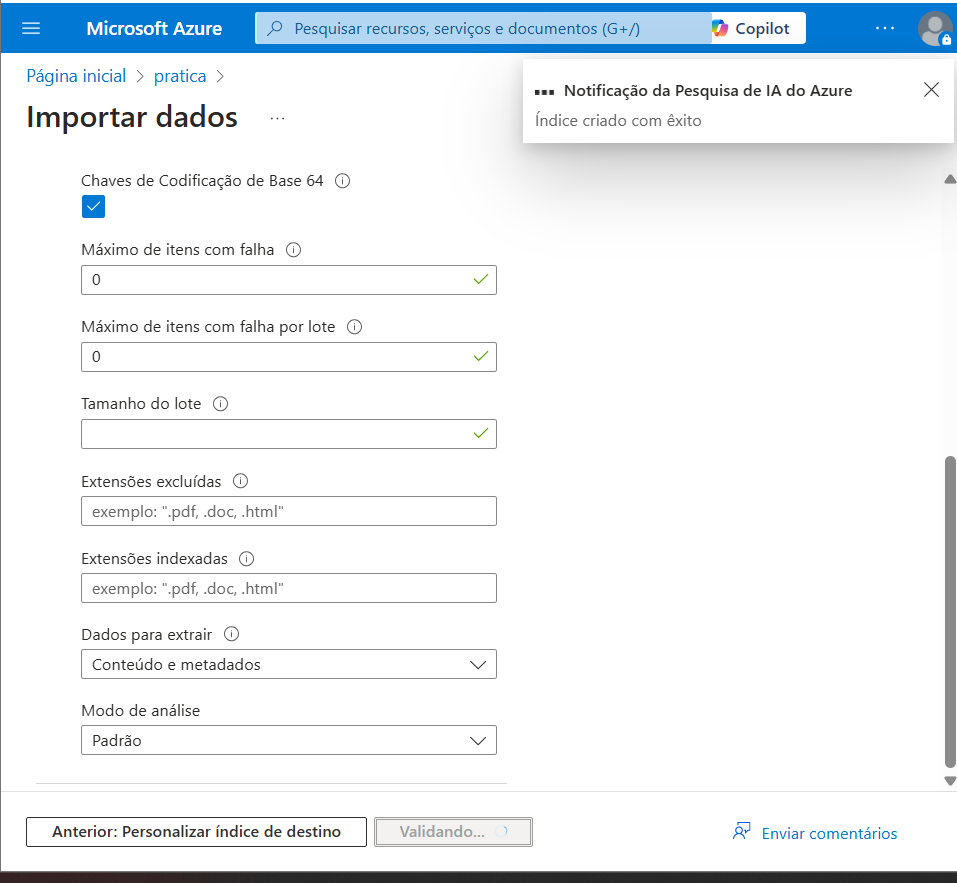 Microsoft Azure
Pesquisar recursos, serviços e documentos (G+/)
Copilot
Página inicial > pratica >
Importar dados
Notificação da Pesquisa de IA do Azure
Índice criado com êxito
Chaves de Codificação de Base 64
Máximo de itens com falha
0
Máximo de itens com falha por lote
0
Tamanho do lote
Extensões excluídas
exemplo: ".pdf, .doc, .html"
Extensões indexadas
exemplo: ".pdf, .doc, .html"
Dados para extrair
Conteúdo e metadados
Modo de análise
Padrão
Anterior: Personalizar índice de destino
Validando...
Enviar comentários